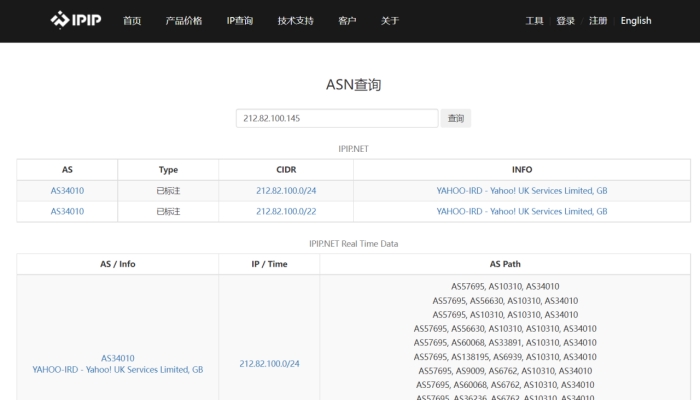 IPIP 首页 产品价格 IP查询 技术支持 客户 关于 工具 登录 注册 English
ASN查询
212.82.100.145 查询
IPIP.NET
AS Type CIDR INFO
AS34010 已标注 212.82.100.0/24 YAHOO-IRD - Yahoo! UK Services Limited, GB
AS34010 已标注 212.82.100.0/22 YAHOO-IRD - Yahoo! UK Services Limited, GB
IPIP.NET Real Time Data
AS / Info IP / Time AS Path
AS34010
YAHOO-IRD - Yahoo! UK Services Limited, GB
212.82.100.0/24
AS57695, AS10310, AS34010
AS57695, AS56630, AS10310, AS34010
AS57695, AS10310, AS10310, AS34010
AS57695, AS56630, AS10310, AS10310, AS34010
AS57695, AS60068, AS33891, AS10310, AS34010
AS57695, AS138195, AS6939, AS10310, AS34010
AS57695, AS9009, AS6762, AS10310, AS34010
AS57695, AS60068, AS6762, AS10310, AS34010
AS57695, AS36236, AS6762, AS10310, AS34010